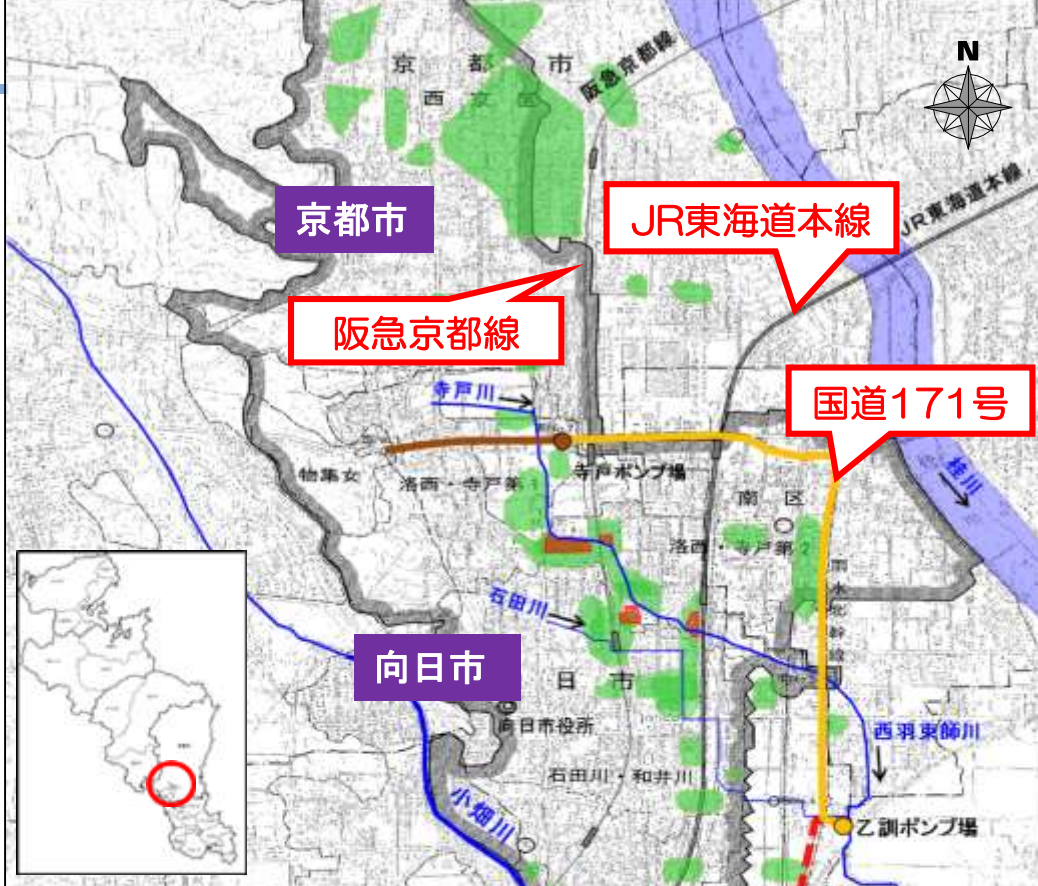 N
京都市
西京区
阪急京都線
京都市
JR東海道本線
JR東海道本線
阪急京都線
国道171号
寺戸川
桂川
物集女
洛西・寺戸第1
寺戸ポンプ場
南区
洛西・寺戸第2
雨水北幹線
石田川
向日市
日市
向日市役所
西羽束師川
石田川・和井川
小畑川
乙訓ポンプ場